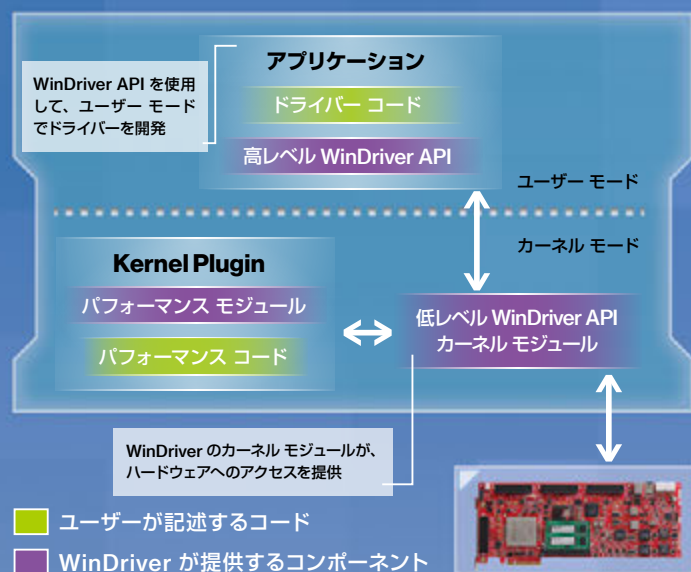 アプリケーション
WinDriver API を使用
して、ユーザー モード
でドライバーを開発
ドライバー コード
高レベル WinDriver API
ユーザー モード
カーネル モード
Kernel Plugin
パフォーマンス モジュール
パフォーマンス コード
低レベル WinDriver API
カーネル モジュール
WinDriver のカーネル モジュールが、
ハードウェアへのアクセスを提供
ユーザーが記述するコード
WinDriver が提供するコンポーネント